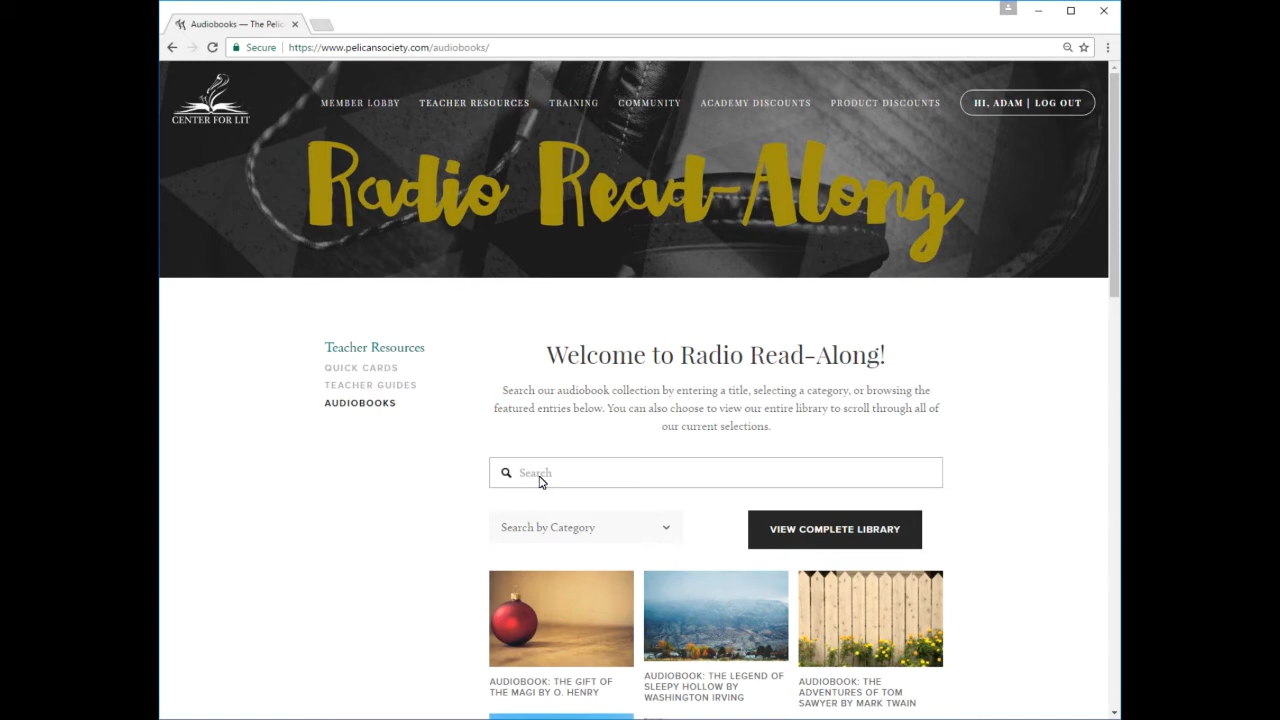 Audiobooks — The Pelic
Secure
https://www.pelicansociety.com/audiobooks/
CENTER FOR LIT
MEMBER LOBBY
TEACHER RESOURCES
TRAINING
COMMUNITY
ACADEMY DISCOUNTS
PRODUCT DISCOUNTS
HI, ADAM | LOG OUT
Radio Read-Along
Teacher Resources
QUICK CARDS
TEACHER GUIDES
AUDIOBOOKS
Welcome to Radio Read-Along!
Search our audiobook collection by entering a title, selecting a category, or browsing the
featured entries below. You can also choose to view our entire library to scroll through all of
our current selections.
Search
Search by Category
VIEW COMPLETE LIBRARY
AUDIOBOOK: THE GIFT OF
THE MAGI BY O. HENRY
AUDIOBOOK: THE LEGEND OF
SLEEPY HOLLOW BY
WASHINGTON IRVING
AUDIOBOOK: THE
ADVENTURES OF TOM
SAWYER BY MARK TWAIN